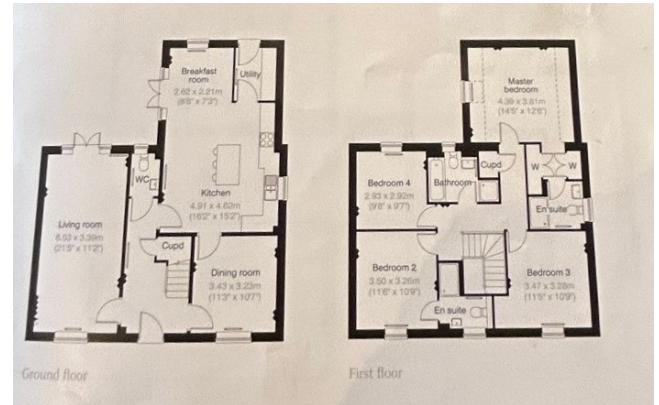 Breakfast
room
2.62 x 2.21m
(8'8" x 7'3")
Utility
WC
Kitchen
4.91 x 4.62m
(16'2" x 15'2")
Living room
6.53 x 3.39m
(21'5" x 11'2")
Cupd
Dining room
3.43 x 3.23m
(11'3" x 10'7")
Ground floor
Master
bedroom
4.39 x 3.81m
(14'5" x 12'6")
Bedroom 4
2.93 x 2.92m
(9'8" x 9'7")
Bathroom
Cupd
W
W
En suite
Bedroom 2
3.50 x 3.26m
(11'6" x 10'9")
En suite
Bedroom 3
3.47 x 3.28m
(11'5" x 10'9")
First floor